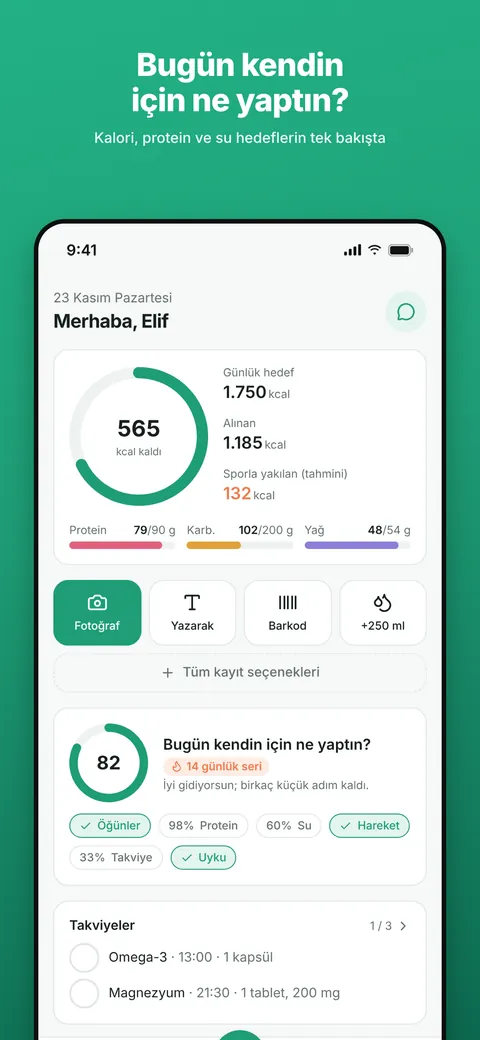 Bugün kendin
için ne yaptın?
Kalori, protein ve su hedeflerin tek bakışta
9:41
23 Kasım Pazartesi
Merhaba, Elif
565
kcal kaldı
Günlük hedef
1.750 kcal
Alınan
1.185 kcal
Sporla yakılan (tahmini)
132 kcal
Protein 79/90 g
Karb. 102/200 g
Yağ 48/54 g
Fotoğraf
Yazarak
Barkod
+250 ml
+ Tüm kayıt seçenekleri
82
Bugün kendin için ne yaptın?
14 günlük seri
İyi gidiyorsun; birkaç küçük adım kaldı.
Öğünler
98% Protein
60% Su
Hareket
33% Takviye
Uyku
Takviyeler
1 / 3
Omega-3 · 13:00 · 1 kapsül
Magnezyum · 21:30 · 1 tablet, 200 mg